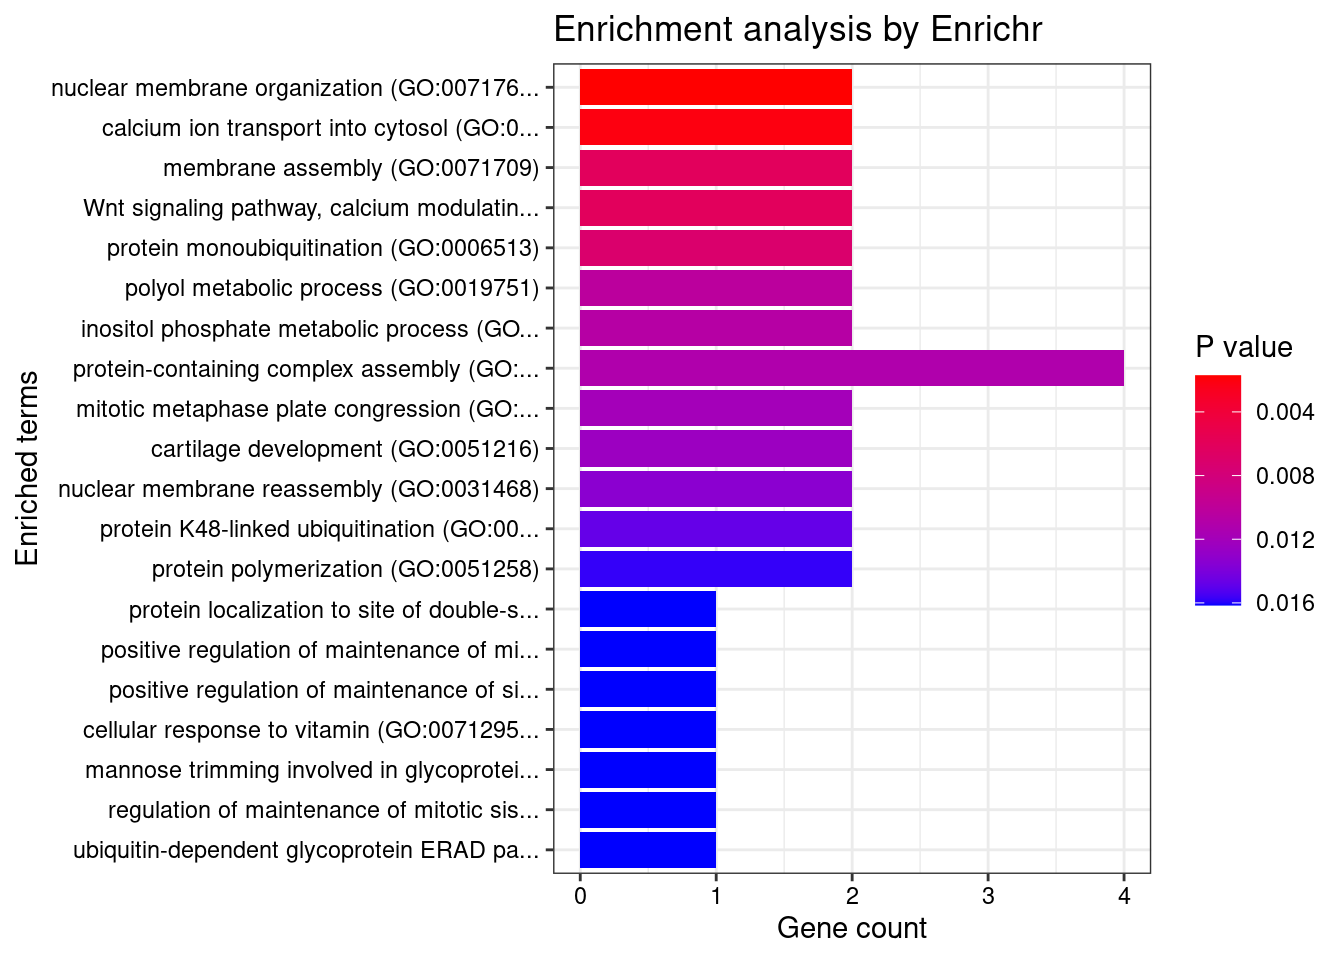 Enrichment analysis by Enrichr
nuclear membrane organization (GO:007176...
calcium ion transport into cytosol (GO:0...
membrane assembly (GO:0071709)
Wnt signaling pathway, calcium modulatin...
protein monoubiquitination (GO:0006513)
polyol metabolic process (GO:0019751)
inositol phosphate metabolic process (GO...
protein-containing complex assembly (GO:...
mitotic metaphase plate congression (GO:...
cartilage development (GO:0051216)
nuclear membrane reassembly (GO:0031468)
protein K48-linked ubiquitination (GO:00...
protein polymerization (GO:0051258)
protein localization to site of double-s...
positive regulation of maintenance of mi...
positive regulation of maintenance of si...
cellular response to vitamin (GO:0071295...
mannose trimming involved in glycoprotei...
regulation of maintenance of mitotic sis...
ubiquitin-dependent glycoprotein ERAD pa...
Enriched terms
0 1 2 3 4
Gene count
P value
0.004
0.008
0.012
0.016